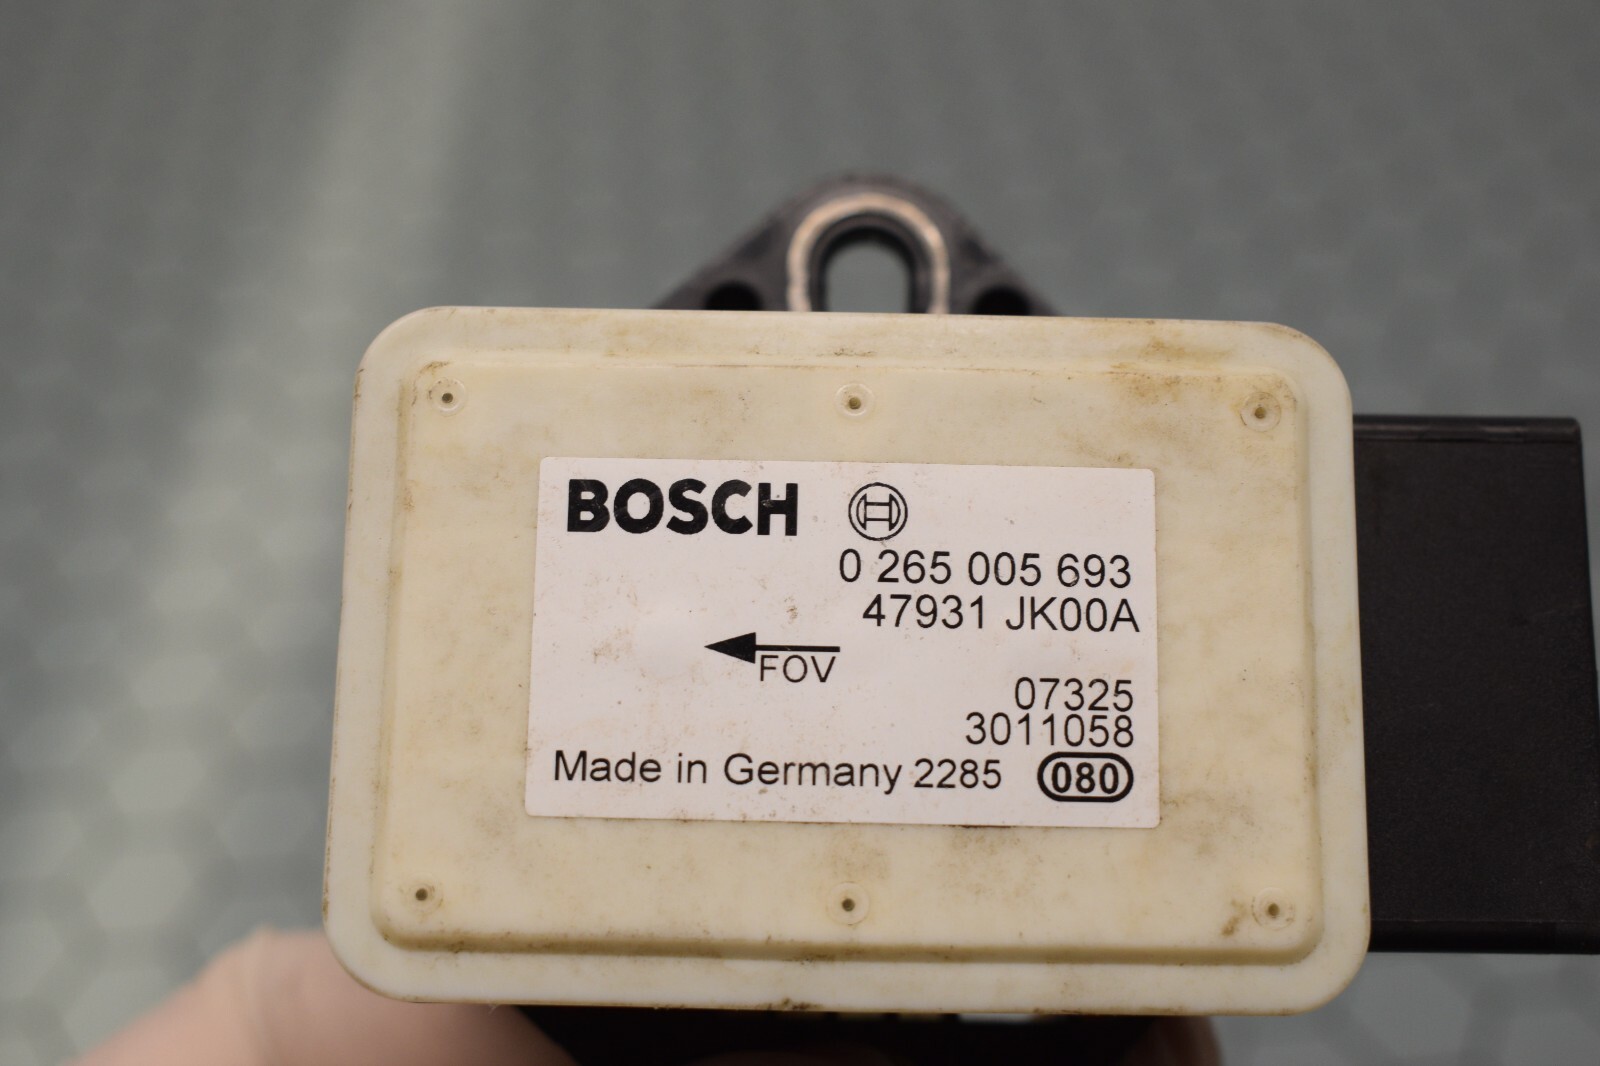 BOSCH
0 265 005 693
47931 JK00A
FOV
07325
3011058
Made in Germany 2285 080